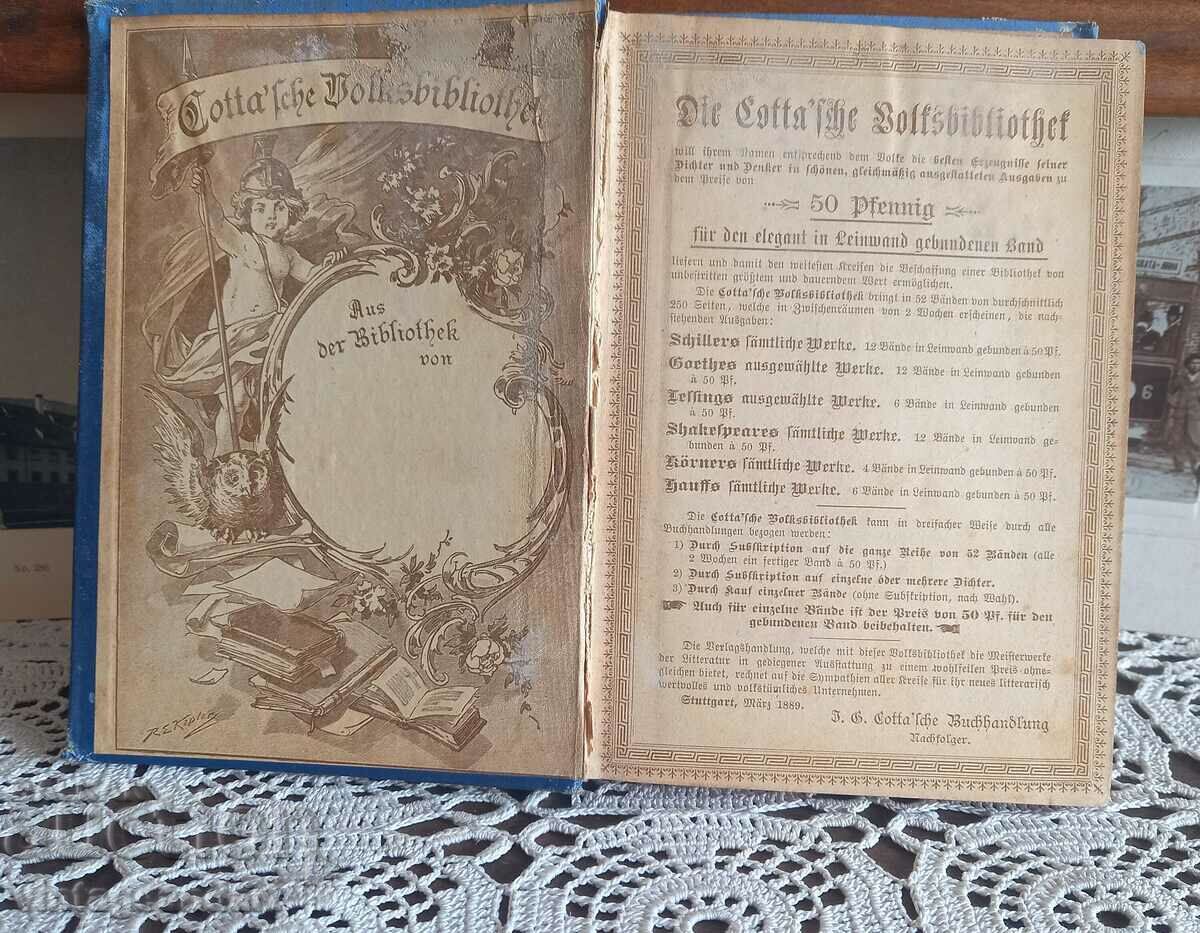 Cotta'sche Volksbibliothek
Aus
der Bibliothek
von
Die Cotta'sche Volksbibliothek
will ihrem Namen entsprechend dem Volke die besten Erzeugnisse seiner
Dichter und Denker in schönen, gleichmäßig ausgestatteten Ausgaben zu
dem Preise von
50 Pfennig
für den elegant in Leinwand gebundenen Band
liefern und damit den weitesten Kreisen die Beschaffung einer Bibliothek von
unbestritten größtem und dauerndem Wert ermöglichen.
Die Cotta'sche Volksbibliothek bringt in 52 Bänden von durchschnittlich
250 Seiten, welche in Zwischenräumen von 2 Wochen erscheinen, die nach-
stehenden Ausgaben:
Schillers sämtliche Werke. 12 Bände in Leinwand gebunden à 50 Pf.
Goethes ausgewählte Werke. 12 Bände in Leinwand gebunden
à 50 Pf.
Lessings ausgewählte Werke. 6 Bände in Leinwand gebunden
à 50 Pf.
Shakespeares sämtliche Werke. 12 Bände in Leinwand ge-
bunden à 50 Pf.
Körners sämtliche Werke. 4 Bände in Leinwand gebunden à 50 Pf.
Hauffs sämtliche Werke. 6 Bände in Leinwand gebunden à 50 Pf.
Die Cotta'sche Volksbibliothek kann in dreifacher Weise durch alle
Buchhandlungen bezogen werden:
1) Durch Subskription auf die ganze Reihe von 52 Bänden (alle
2 Wochen ein fertiger Band à 50 Pf.)
2) Durch Subskription auf einzelne oder mehrere Dichter.
3) Durch Kauf einzelner Bände (ohne Subskription, nach Wahl).
Auch für einzelne Bände ist der Preis von 50 Pf. für den
gebundenen Band beibehalten.
Die Verlagshandlung, welche mit dieser Volksbibliothek die Meisterwerke
der Litteratur in gediegener Ausstattung zu einem wohlfeilen Preis ohne-
gleichen bietet, rechnet auf die Sympathien aller Kreise für ihr neues litterarisch
wertvolles und volkstümliches Unternehmen.
Stuttgart, März 1889.
J. G. Cotta'sche Buchhandlung
Nachfolger.
R. E. Kepler